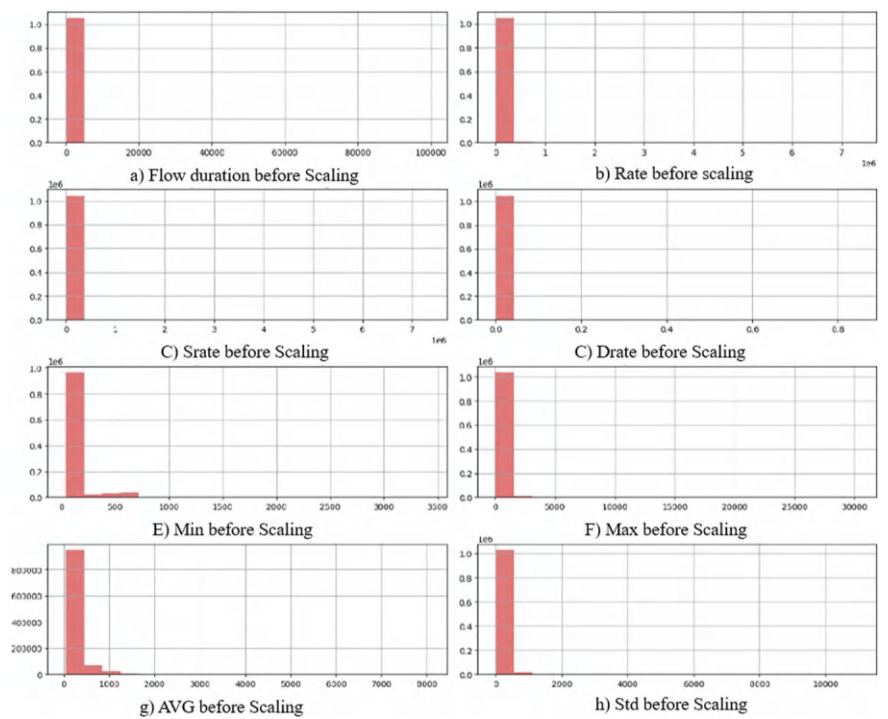 1.0
0.8
0.6
0.4
0.2
0.0
0 20000 40000 60000 80000 100000
a) Flow duration before Scaling
1.0
0.8
0.6
0.4
0.2
0.0
0 1 2 3 4 5 6 7
1e6
b) Rate before scaling
1e6
1.0
0.8
0.6
0.4
0.2
0.0
0 1 2 3 4 5 6 7
1e6
C) Srate before Scaling
1e6
1.0
0.8
0.6
0.4
0.2
0.0
0.0 0.2 0.4 0.6 0.8
C) Drate before Scaling
1e6
1.0
0.8
0.6
0.4
0.2
0.0
0 500 1000 1500 2000 2500 3000 3500
E) Min before Scaling
1e6
1.0
0.8
0.6
0.4
0.2
0.0
0 5000 10000 15000 20000 25000 30000
F) Max before Scaling
800000
600000
400000
200000
0
0 1000 2000 3000 4000 5000 6000 7000 8000
g) AVG before Scaling
1e6
1.0
0.8
0.6
0.4
0.2
0.0
0 2000 4000 6000 8000 10000
h) Std before Scaling